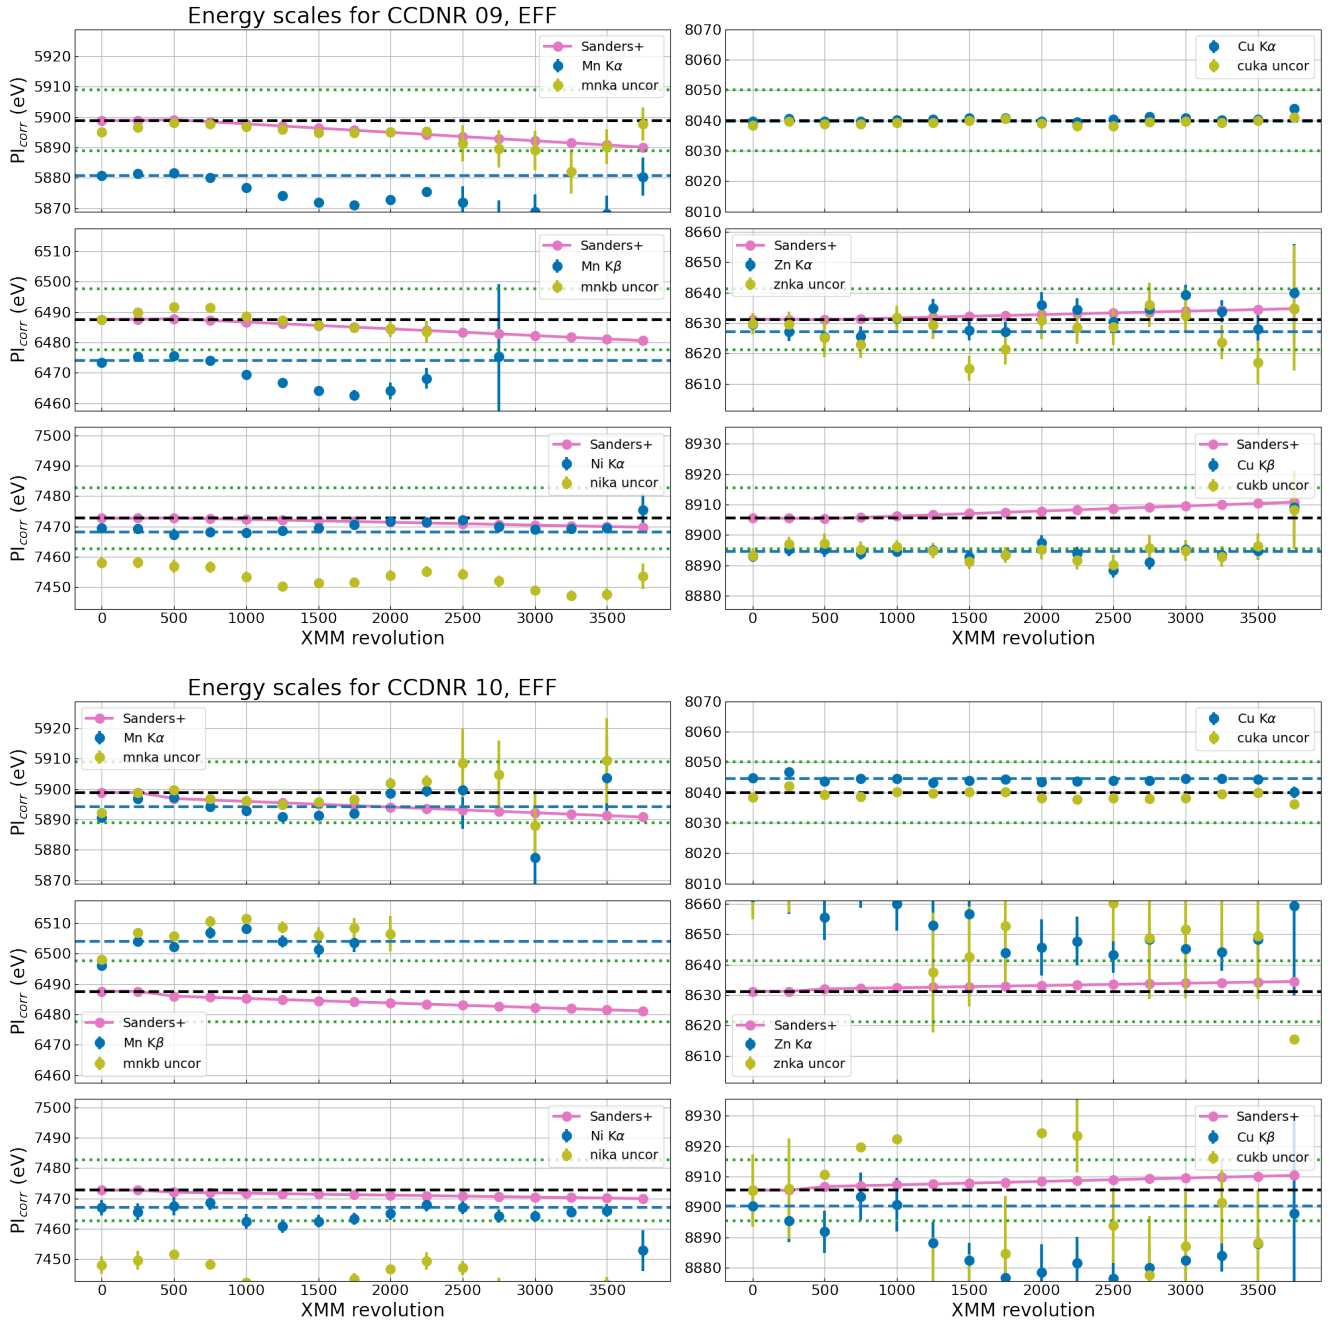 Energy scales for CCDNR 09, EFF
5920
5910
5900
5890
5880
5870
PIcorr (eV)
Sanders+
Mn Kα
mnka uncor
8070
8060
8050
8040
8030
8020
8010
Cu Kα
cuka uncor
6510
6500
6490
6480
6470
6460
PIcorr (eV)
Sanders+
Mn Kβ
mnkb uncor
8660
8650
8640
8630
8620
8610
Sanders+
Zn Kα
znka uncor
7500
7490
7480
7470
7460
7450
PIcorr (eV)
Sanders+
Ni Kα
nika uncor
0 500 1000 1500 2000 2500 3000 3500
XMM revolution
8930
8920
8910
8900
8890
8880
Sanders+
Cu Kβ
cukb uncor
0 500 1000 1500 2000 2500 3000 3500
XMM revolution
Energy scales for CCDNR 10, EFF
5920
5910
5900
5890
5880
5870
PIcorr (eV)
Sanders+
Mn Kα
mnka uncor
8070
8060
8050
8040
8030
8020
8010
Cu Kα
cuka uncor
6510
6500
6490
6480
6470
6460
PIcorr (eV)
Sanders+
Mn Kβ
mnkb uncor
8660
8650
8640
8630
8620
8610
Sanders+
Zn Kα
znka uncor
7500
7490
7480
7470
7460
7450
PIcorr (eV)
Sanders+
Ni Kα
nika uncor
0 500 1000 1500 2000 2500 3000 3500
XMM revolution
8930
8920
8910
8900
8890
8880
Sanders+
Cu Kβ
cukb uncor
0 500 1000 1500 2000 2500 3000 3500
XMM revolution